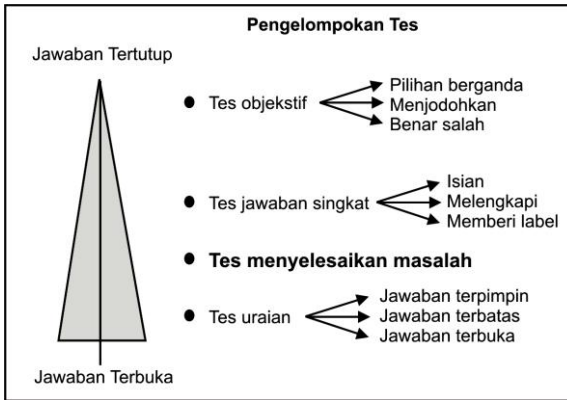 Pengelompokan Tes
Jawaban Tertutup
Tes objekstif
Pilihan berganda
Menjodohkan
Benar salah
Tes jawaban singkat
Isian
Melengkapi
Memberi label
Tes menyelesaikan masalah
Tes uraian
Jawaban terpimpin
Jawaban terbatas
Jawaban terbuka
Jawaban Terbuka